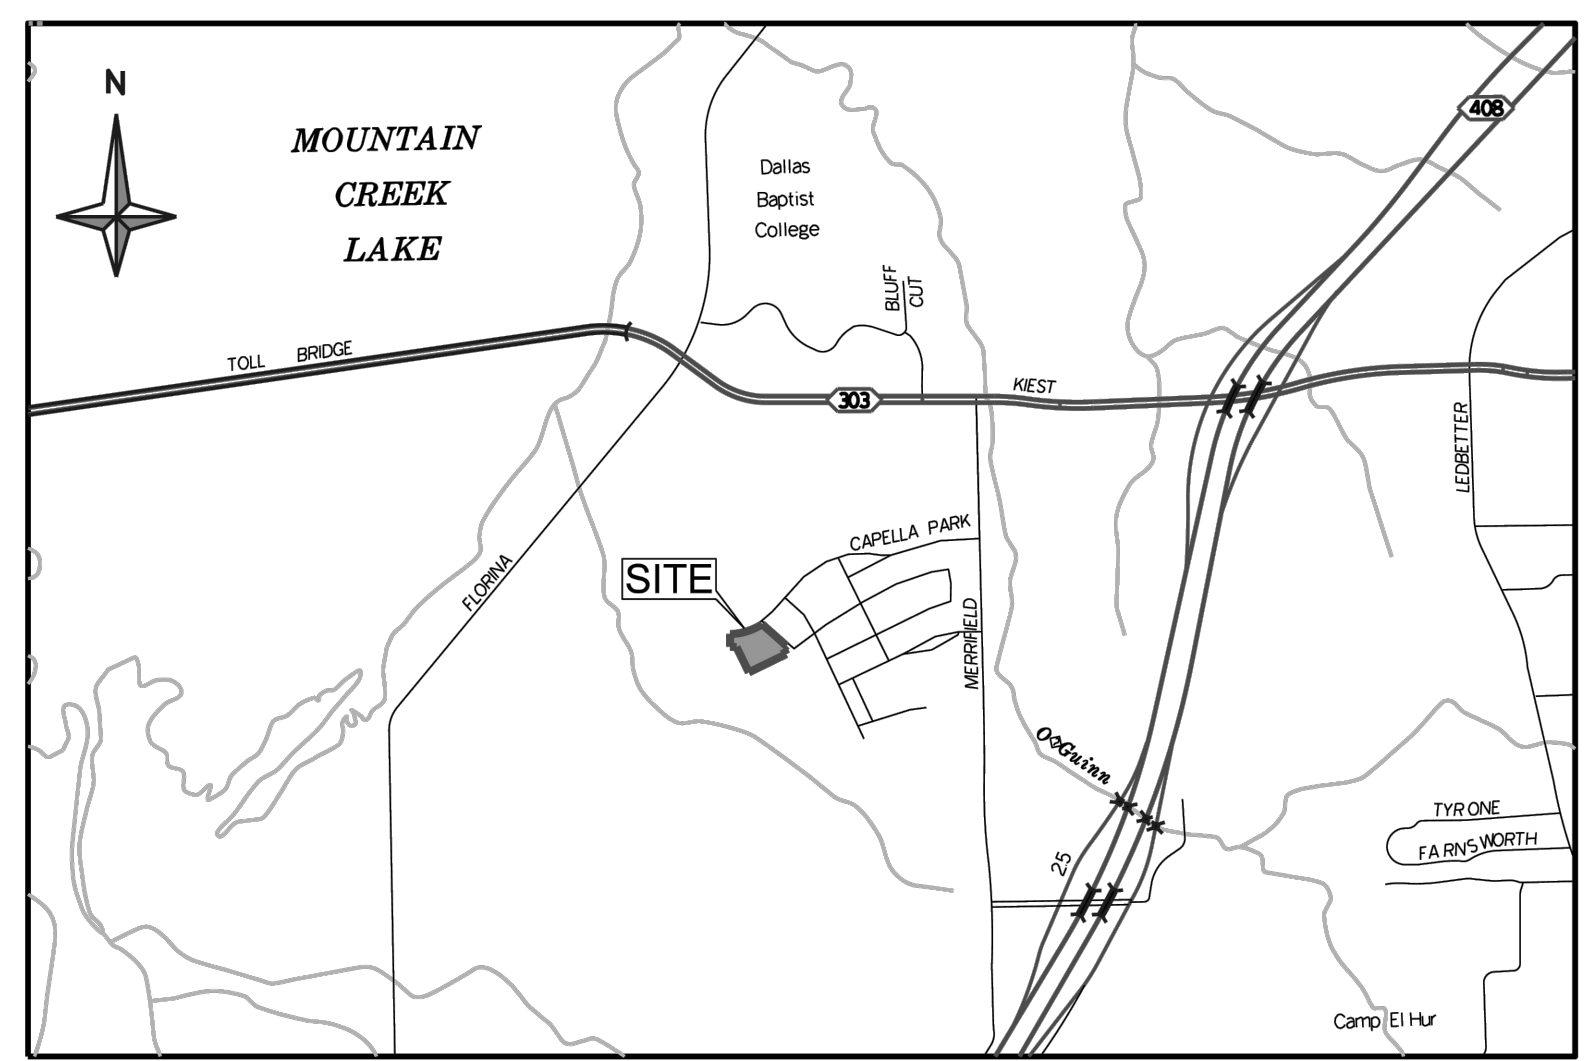 N
408
MOUNTAIN
CREEK
LAKE
Dallas
Baptist
College
BLUFF
CUT
TOLL BRIDGE
KIEST
303
LEDBETTER
CAPELLA PARK
SITE
FLORINA
MERRIFIELD
O'Guinn
TYRONE
FARNSWORTH
25
Camp El Hur